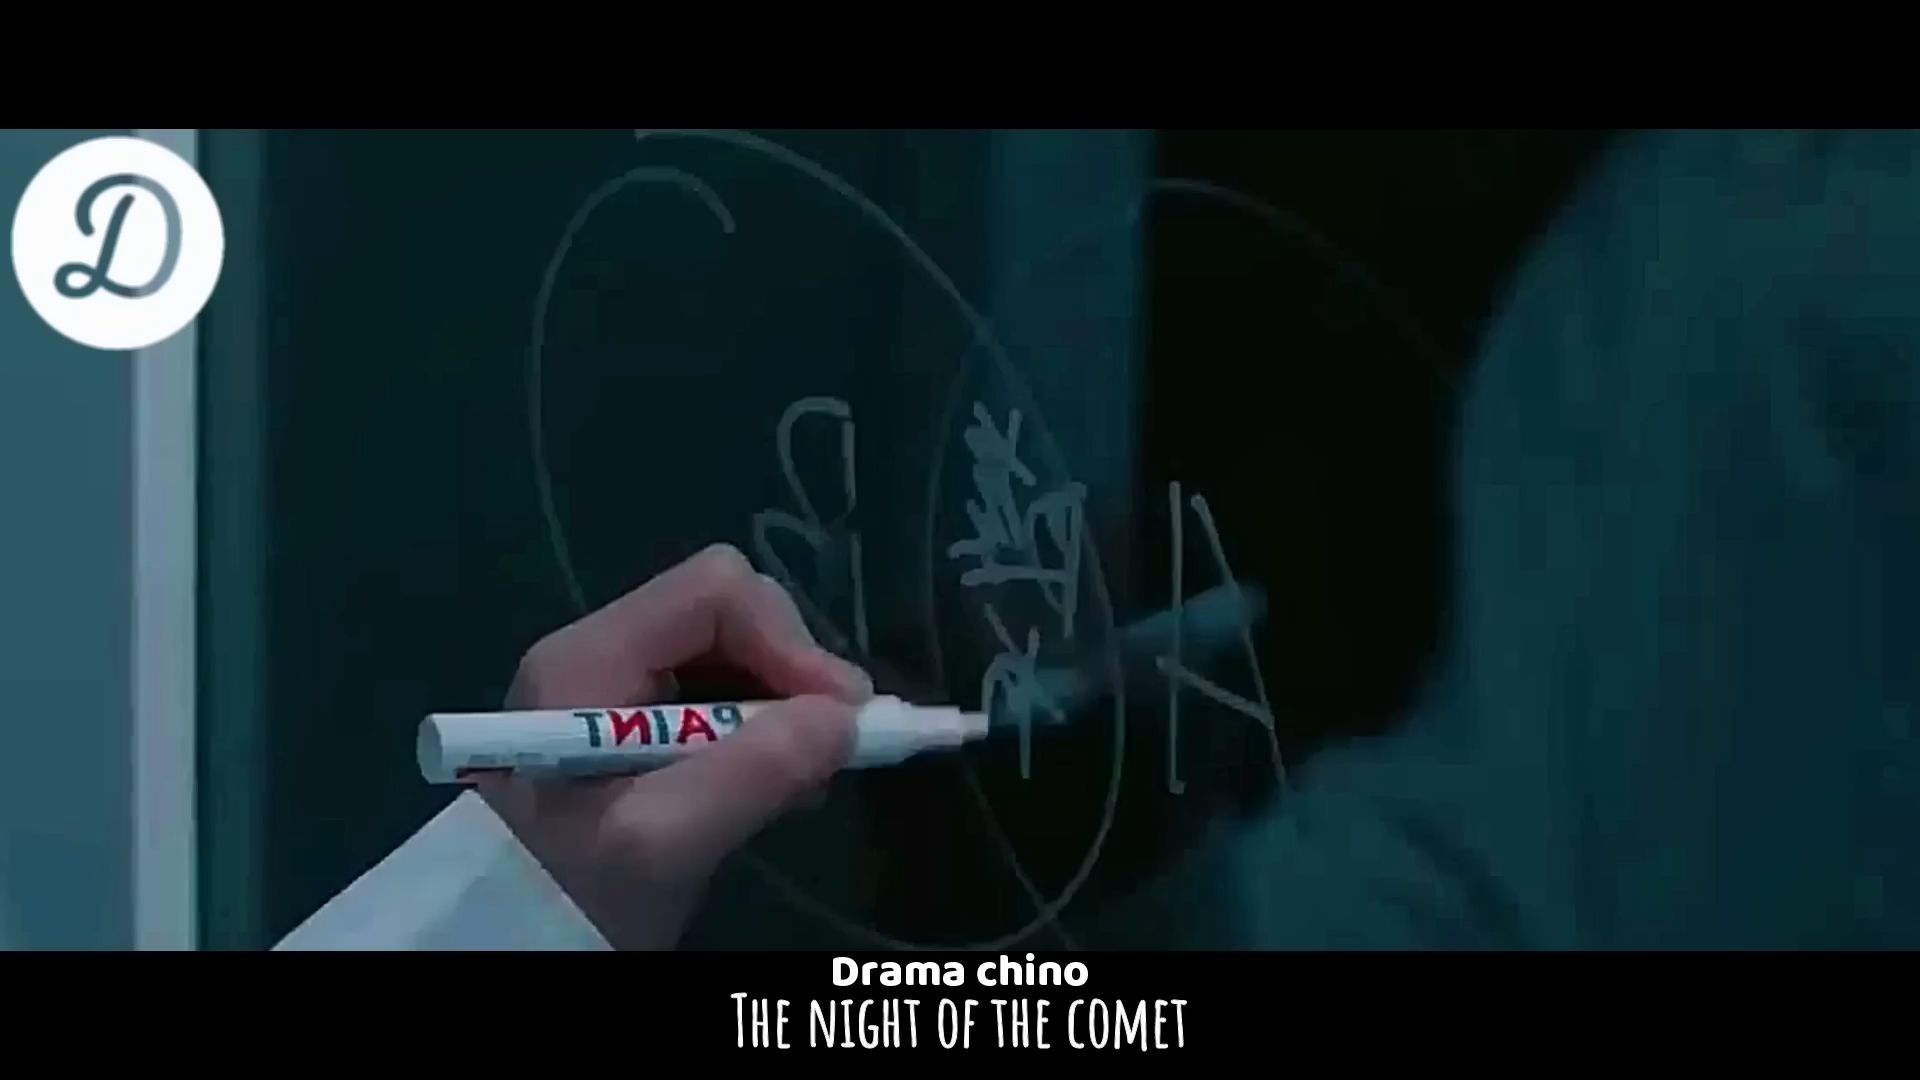 D
B
A
PAINT
Drama chino
THE NIGHT OF THE COMET